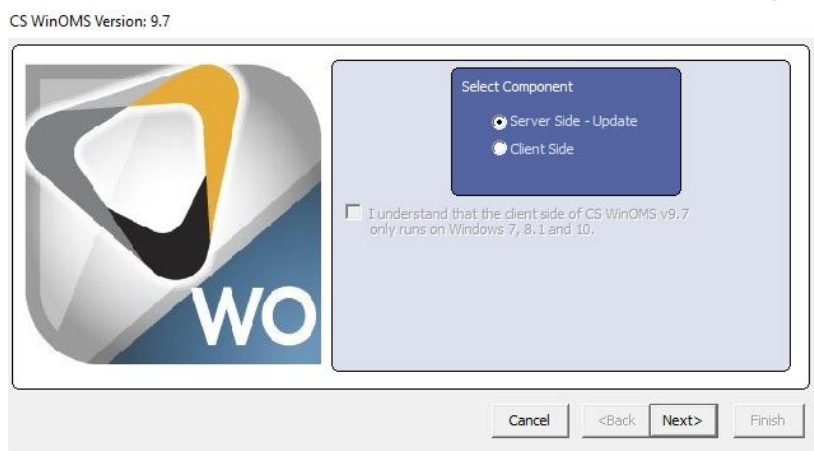 CS WinOMS Version: 9.7
Select Component
Server Side - Update
Client Side
I understand that the client side of CS WinOMS v9.7
only runs on Windows 7, 8.1 and 10.
WO
Cancel
<Back
Next>
Finish